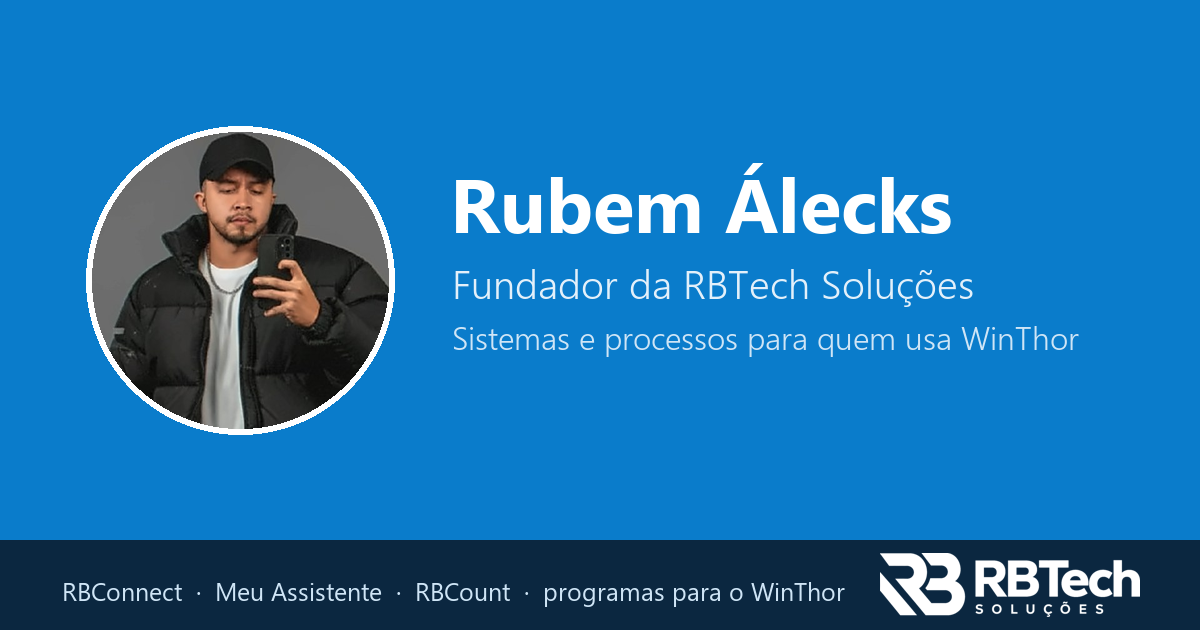 Rubem Álecks
Fundador da RBTech Soluções
Sistemas e processos para quem usa WinThor
RBConnect · Meu Assistente · RBCount · programas para o WinThor
RB RBTech
SOLUÇÕES